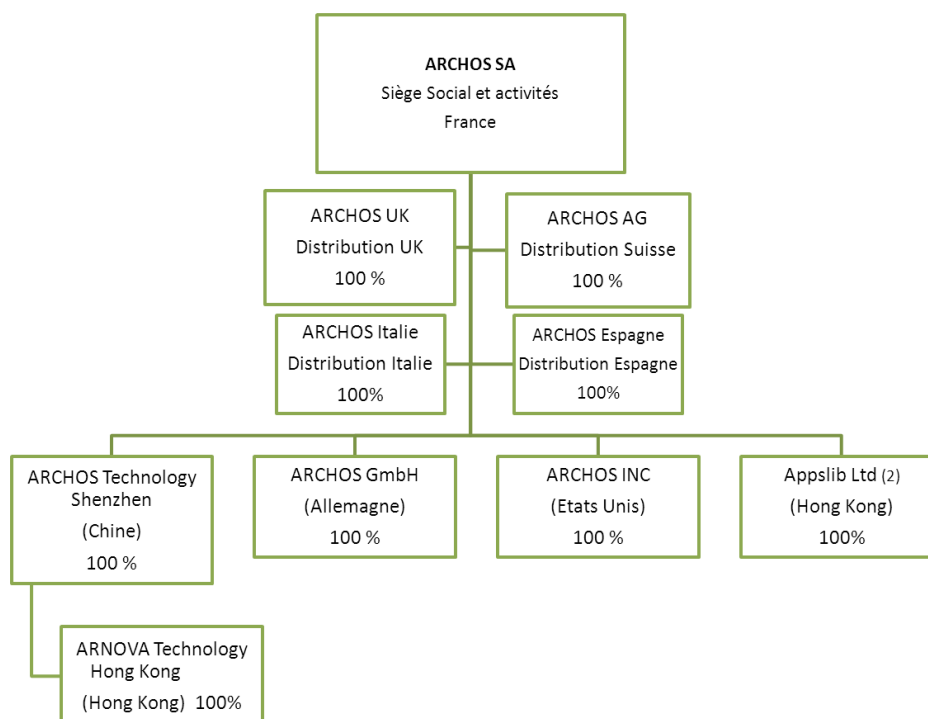 ARCHOS SA
Siège Social et activités
France
ARCHOS UK
Distribution UK
100 %
ARCHOS AG
Distribution Suisse
100 %
ARCHOS Italie
Distribution Italie
100%
ARCHOS Espagne
Distribution Espagne
100%
ARCHOS Technology
Shenzhen
(Chine)
100 %
ARCHOS GmbH
(Allemagne)
100 %
ARCHOS INC
(Etats Unis)
100 %
Appslib Ltd (2)
(Hong Kong)
100%
ARNOVA Technology
Hong Kong
(Hong Kong) 100%